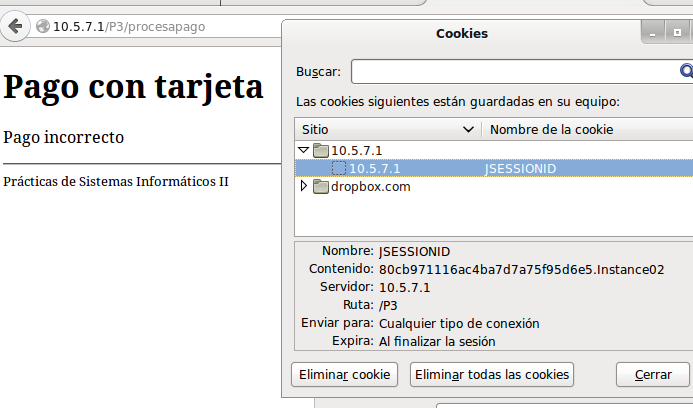 10.5.7.1/P3/procesapago
Pago con tarjeta
Pago incorrecto
Prácticas de Sistemas Informáticos II
Cookies
Buscar:
Las cookies siguientes están guardadas en su equipo:
Sitio Nombre de la cookie
10.5.7.1
10.5.7.1 JSESSIONID
dropbox.com
Nombre: JSESSIONID
Contenido: 80cb971116ac4ba7d7a75f95d6e5.Instance02
Servidor: 10.5.7.1
Ruta: /P3
Enviar para: Cualquier tipo de conexión
Expira: Al finalizar la sesión
Eliminar cookie Eliminar todas las cookies Cerrar